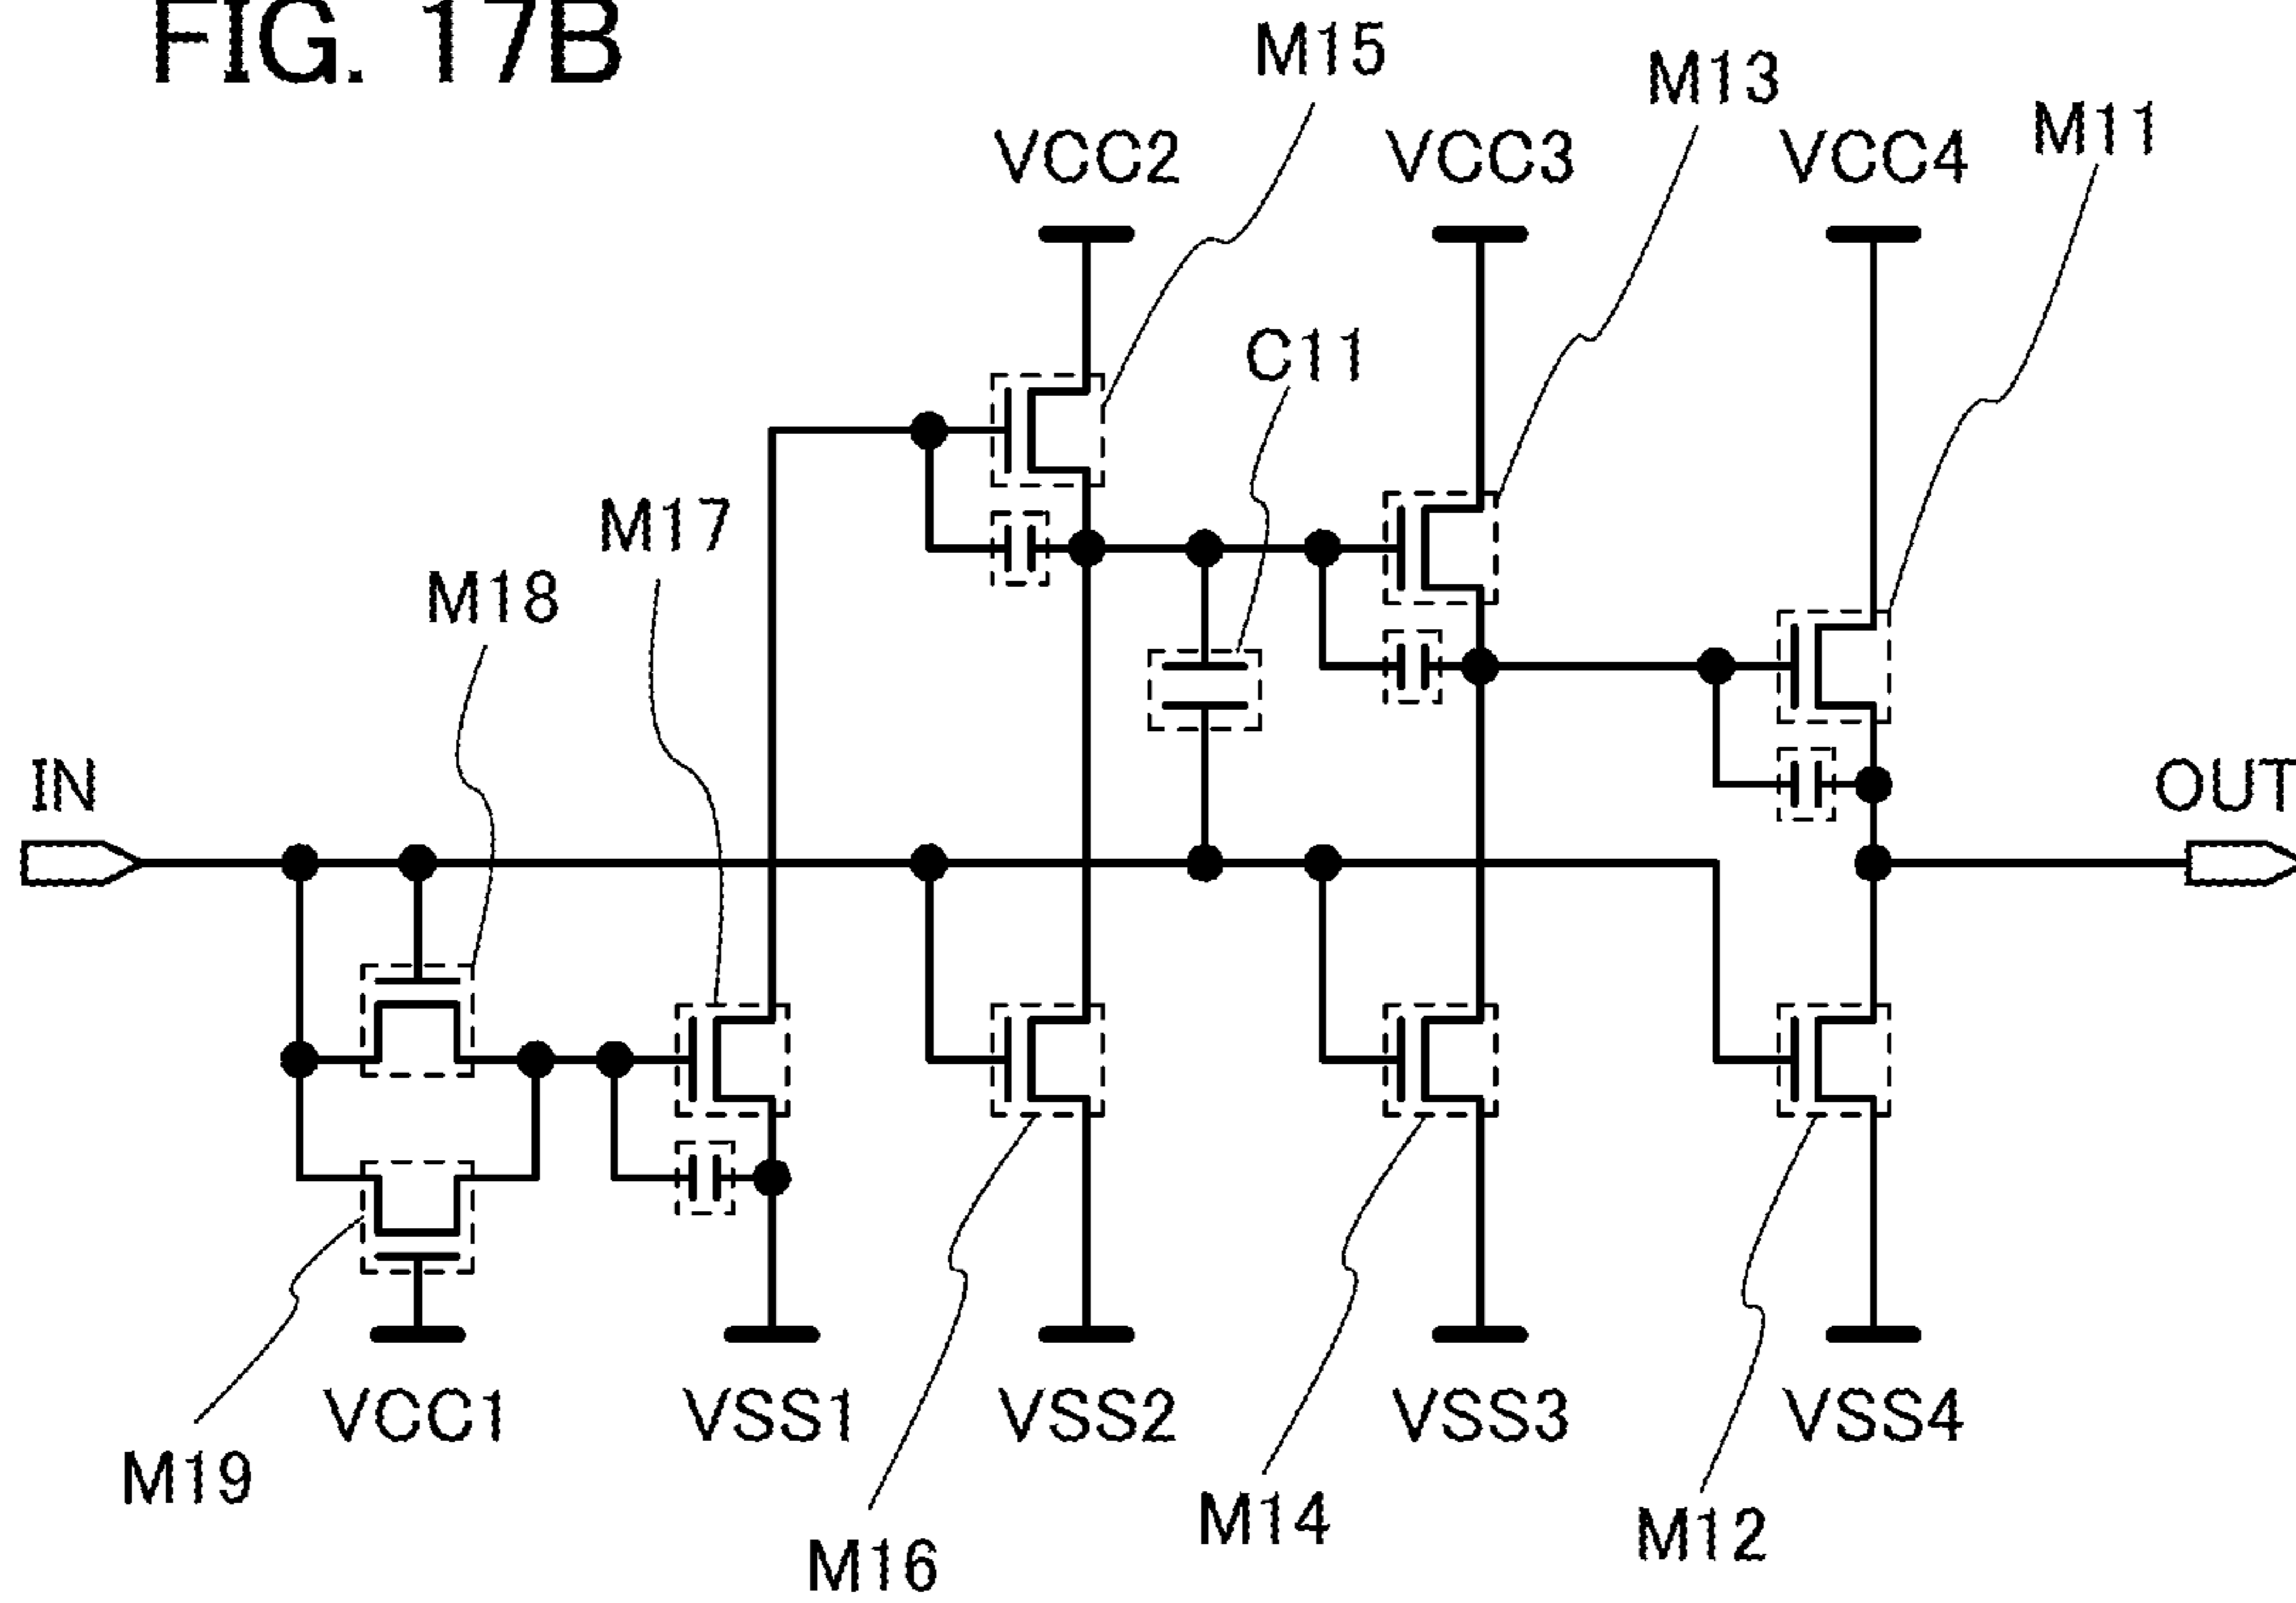 FIG. 17B
M15
M13
M11
VCC2
VCC3
VCC4
C11
M17
M18
IN
OUT
VCC1
VSS1
VSS2
VSS3
VSS4
M19
M16
M14
M12